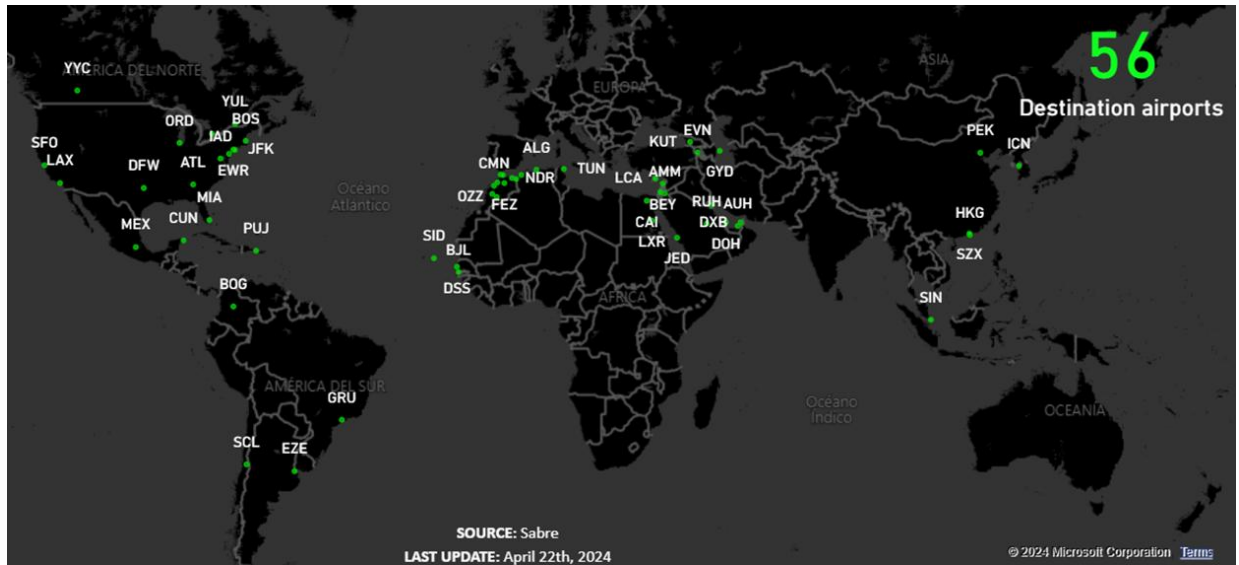 56
Destination airports
AMÉRICA DEL NORTE
YYC
YUL
BOS
ORD
IAD
JFK
EWR
SFO
LAX
DFW
ATL
MIA
MEX
CUN
PUJ
BOG
AMÉRICA DEL SUR
GRU
SCL
EZE
Océano
Atlántico
EUROPA
ASIA
CMN
ALG
NDR
TUN
OZZ
FEZ
SID
BJL
DSS
ÁFRICA
KUT
EVN
GYD
LCA
AMM
BEY
CAI
LXR
JED
RUH
AUH
DXB
DOH
PEK
ICN
HKG
SZX
SIN
Océano
Índico
OCEANÍA
SOURCE: Sabre
LAST UPDATE: April 22th, 2024
© 2024 Microsoft Corporation Terms